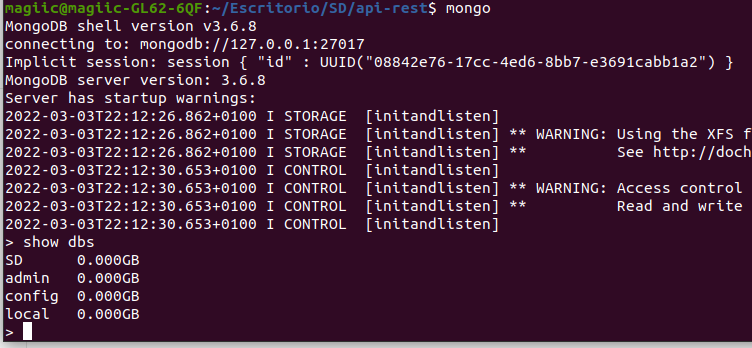 magiic@magiic-GL62-6QF:~/Escritorio/SD/api-rest$ mongo
MongoDB shell version v3.6.8
connecting to: mongodb://127.0.0.1:27017
Implicit session: session { "id" : UUID("08842e76-17cc-4ed6-8bb7-e3691cabb1a2") }
MongoDB server version: 3.6.8
Server has startup warnings:
2022-03-03T22:12:26.862+0100 I STORAGE  [initandlisten]
2022-03-03T22:12:26.862+0100 I STORAGE  [initandlisten] ** WARNING: Using the XFS f
2022-03-03T22:12:26.862+0100 I STORAGE  [initandlisten] **          See http://doch
2022-03-03T22:12:30.653+0100 I CONTROL  [initandlisten]
2022-03-03T22:12:30.653+0100 I CONTROL  [initandlisten] ** WARNING: Access control
2022-03-03T22:12:30.653+0100 I CONTROL  [initandlisten] **          Read and write
2022-03-03T22:12:30.653+0100 I CONTROL  [initandlisten]
> show dbs
SD      0.000GB
admin   0.000GB
config  0.000GB
local   0.000GB
>